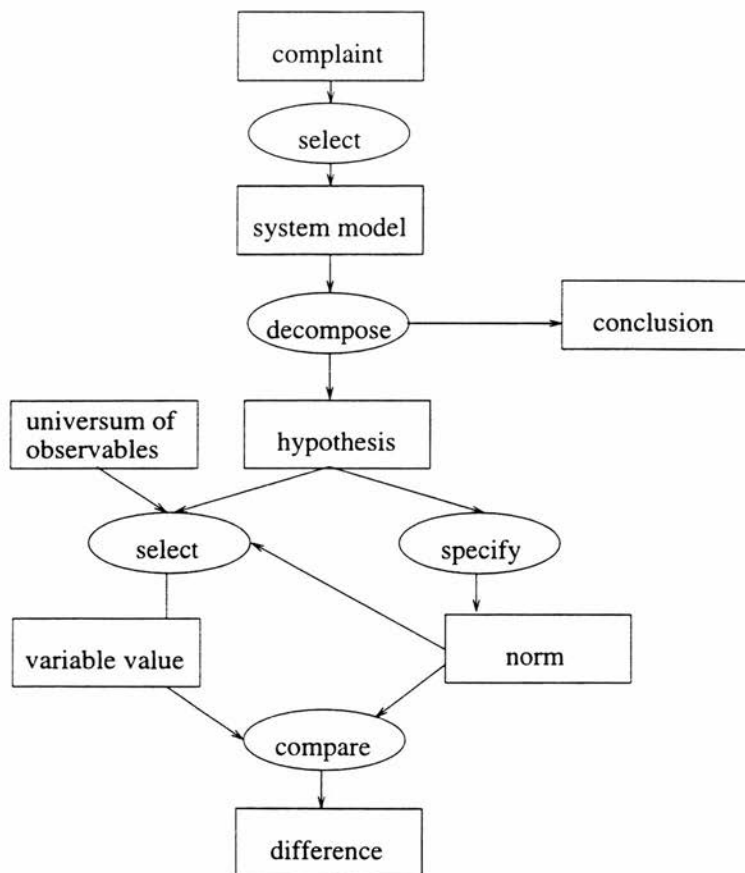 complaint
select
system model
decompose
conclusion
universum of
observables
hypothesis
select
specify
variable value
norm
compare
difference